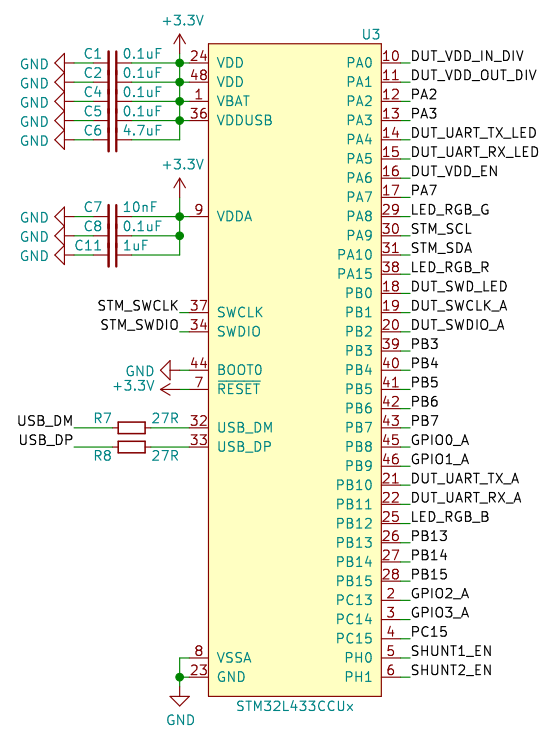 +3.3V
U3
C1 0.1uF
GND
24 VDD
PA0 10 DUT_VDD_IN_DIV
C2 0.1uF
GND
48 VDD
PA1 11 DUT_VDD_OUT_DIV
C4 0.1uF
GND
1 VBAT
PA2 12 PA2
C5 0.1uF
GND
36 VDDUSB
PA3 13 PA3
C6 4.7uF
GND
PA4 14 DUT_UART_TX_LED
PA5 15 DUT_UART_RX_LED
+3.3V
PA6 16 DUT_VDD_EN
PA7 17 PA7
C7 10nF
GND
9 VDDA
PA8 29 LED_RGB_G
C8 0.1uF
GND
PA9 30 STM_SCL
C11 1uF
GND
PA10 31 STM_SDA
PA15 38 LED_RGB_R
PB0 18 DUT_SWD_LED
STM_SWCLK 37 SWCLK
PB1 19 DUT_SWCLK_A
STM_SWDIO 34 SWDIO
PB2 20 DUT_SWDIO_A
PB3 39 PB3
GND 44 BOOT0
PB4 40 PB4
+3.3V 7 RESET
PB5 41 PB5
PB6 42 PB6
USB_DM R7 27R 32 USB_DM
PB7 43 PB7
USB_DP R8 27R 33 USB_DP
PB8 45 GPIO0_A
PB9 46 GPIO1_A
PB10 21 DUT_UART_TX_A
PB11 22 DUT_UART_RX_A
PB12 25 LED_RGB_B
PB13 26 PB13
PB14 27 PB14
PB15 28 PB15
PC13 2 GPIO2_A
PC14 3 GPIO3_A
PC15 4 PC15
8 VSSA
PH0 5 SHUNT1_EN
23 GND
PH1 6 SHUNT2_EN
GND
STM32L433CCUx